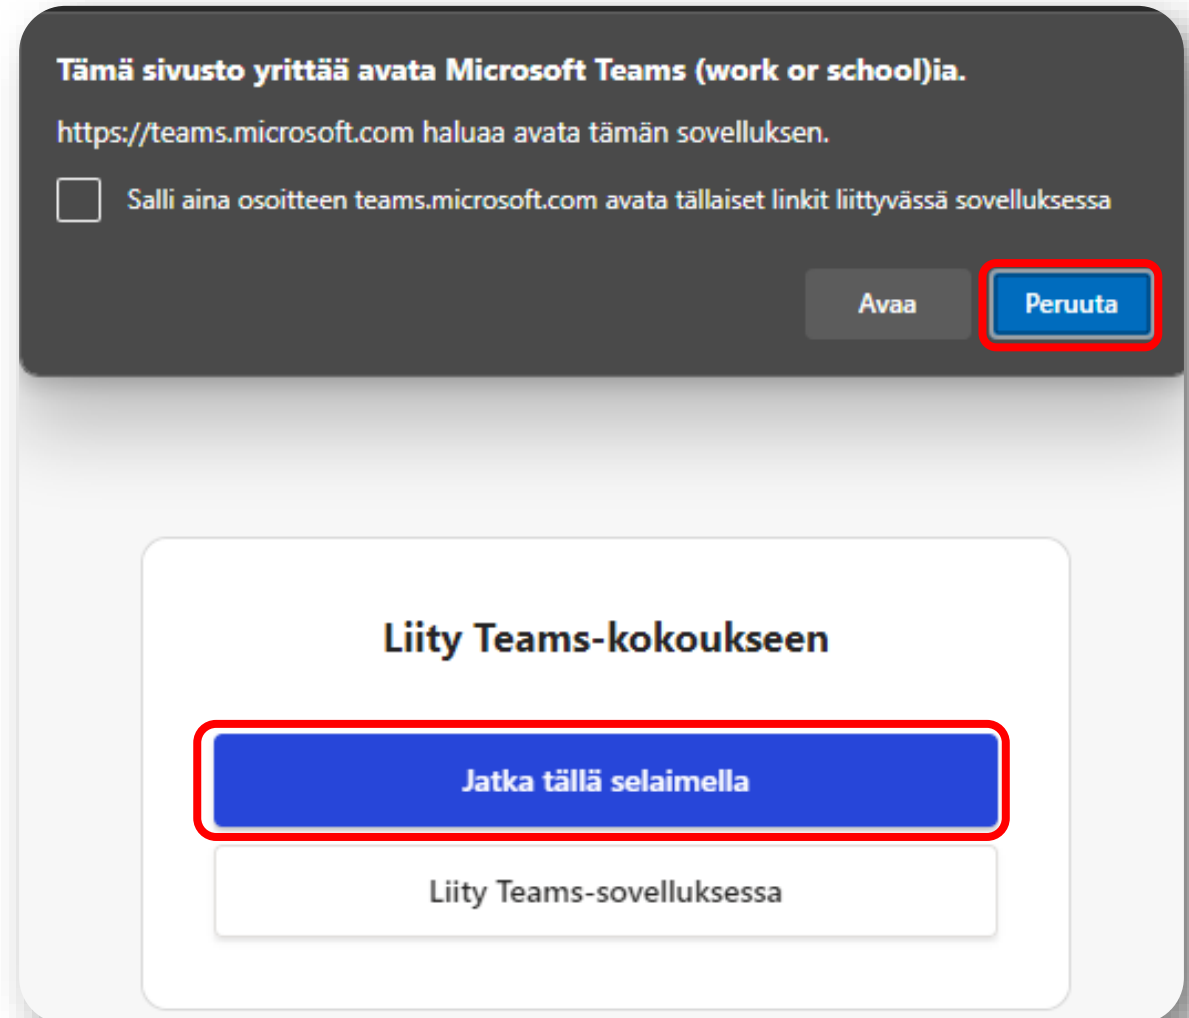 Tämä sivusto yrittää avata Microsoft Teams (work or school)ia.
https://teams.microsoft.com haluaa avata tämän sovelluksen.
Salli aina osoitteen teams.microsoft.com avata tällaiset linkit liittyvässä sovelluksessa
Avaa
Peruuta
Liity Teams-kokoukseen
Jatka tällä selaimella
Liity Teams-sovelluksessa